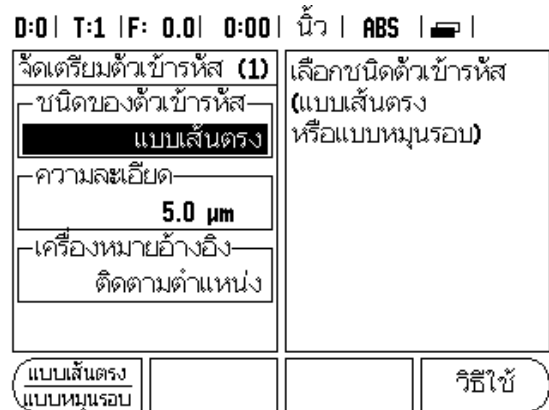 D:0| T:1 |F: 0.0| 0:00| นิ้ว | ABS |
จัดเตรียมตัวเข้ารหัส (1)
ชนิดของตัวเข้ารหัส
แบบเส้นตรง
ความละเอียด
5.0 µm
เครื่องหมายอ้างอิง
ติดตามตำแหน่ง
เลือกชนิดตัวเข้ารหัส
(แบบเส้นตรง
หรือแบบหมุนรอบ)
แบบเส้นตรง
แบบหมุนรอบ
วิธีใช้